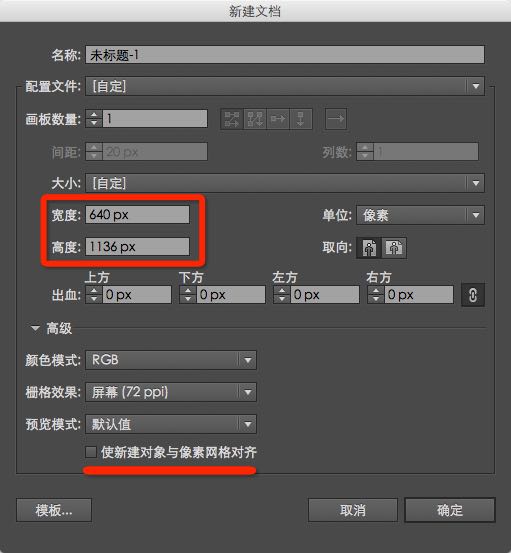 新建文档
名称: 未标题-1
配置文件: [自定]
画板数量: 1
间距: 20 px 列数: 1
大小: [自定]
宽度: 640 px 单位: 像素
高度: 1136 px 取向:
上方 下方 左方 右方
出血: 0 px 0 px 0 px 0 px
高级
颜色模式: RGB
栅格效果: 屏幕 (72 ppi)
预览模式: 默认值
使新建对象与像素网格对齐
模板... 取消 确定